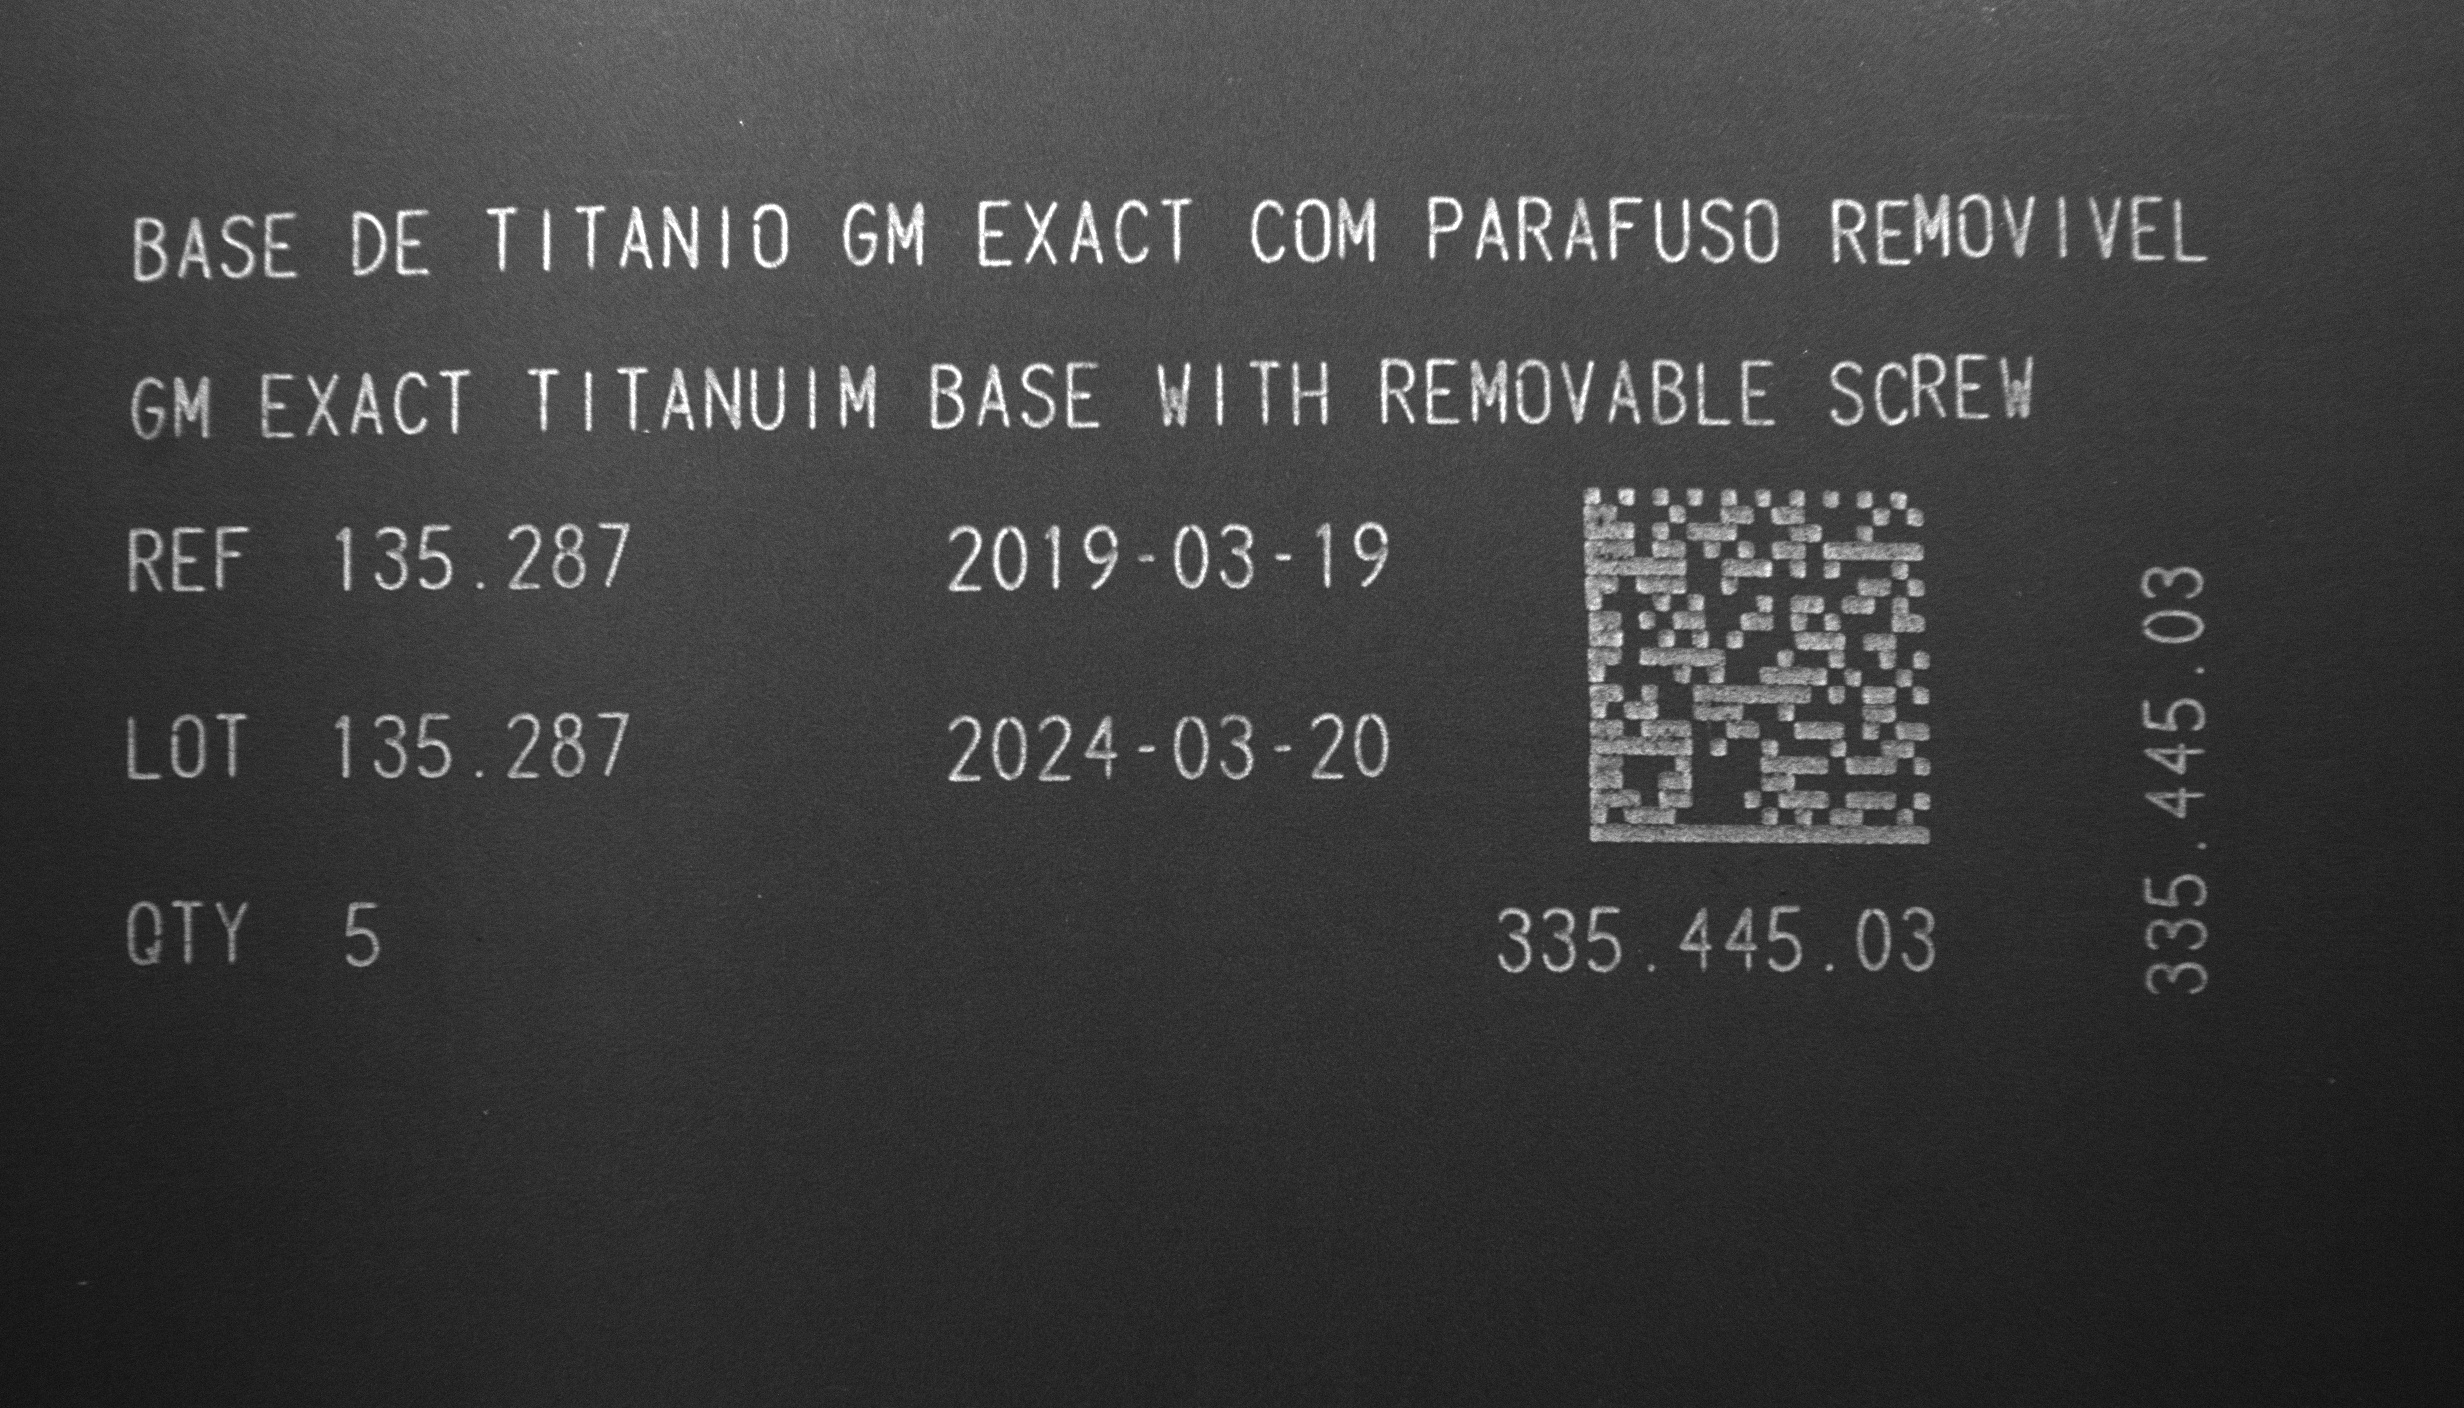 BASE DE TITANIO GM EXACT COM PARAFUSO REMOVIVEL
GM EXACT TITANUIM BASE WITH REMOVABLE SCREW
REF 135.287 2019-03-19
LOT 135.287 2024-03-20
QTY 5
335.445.03
335.445.03